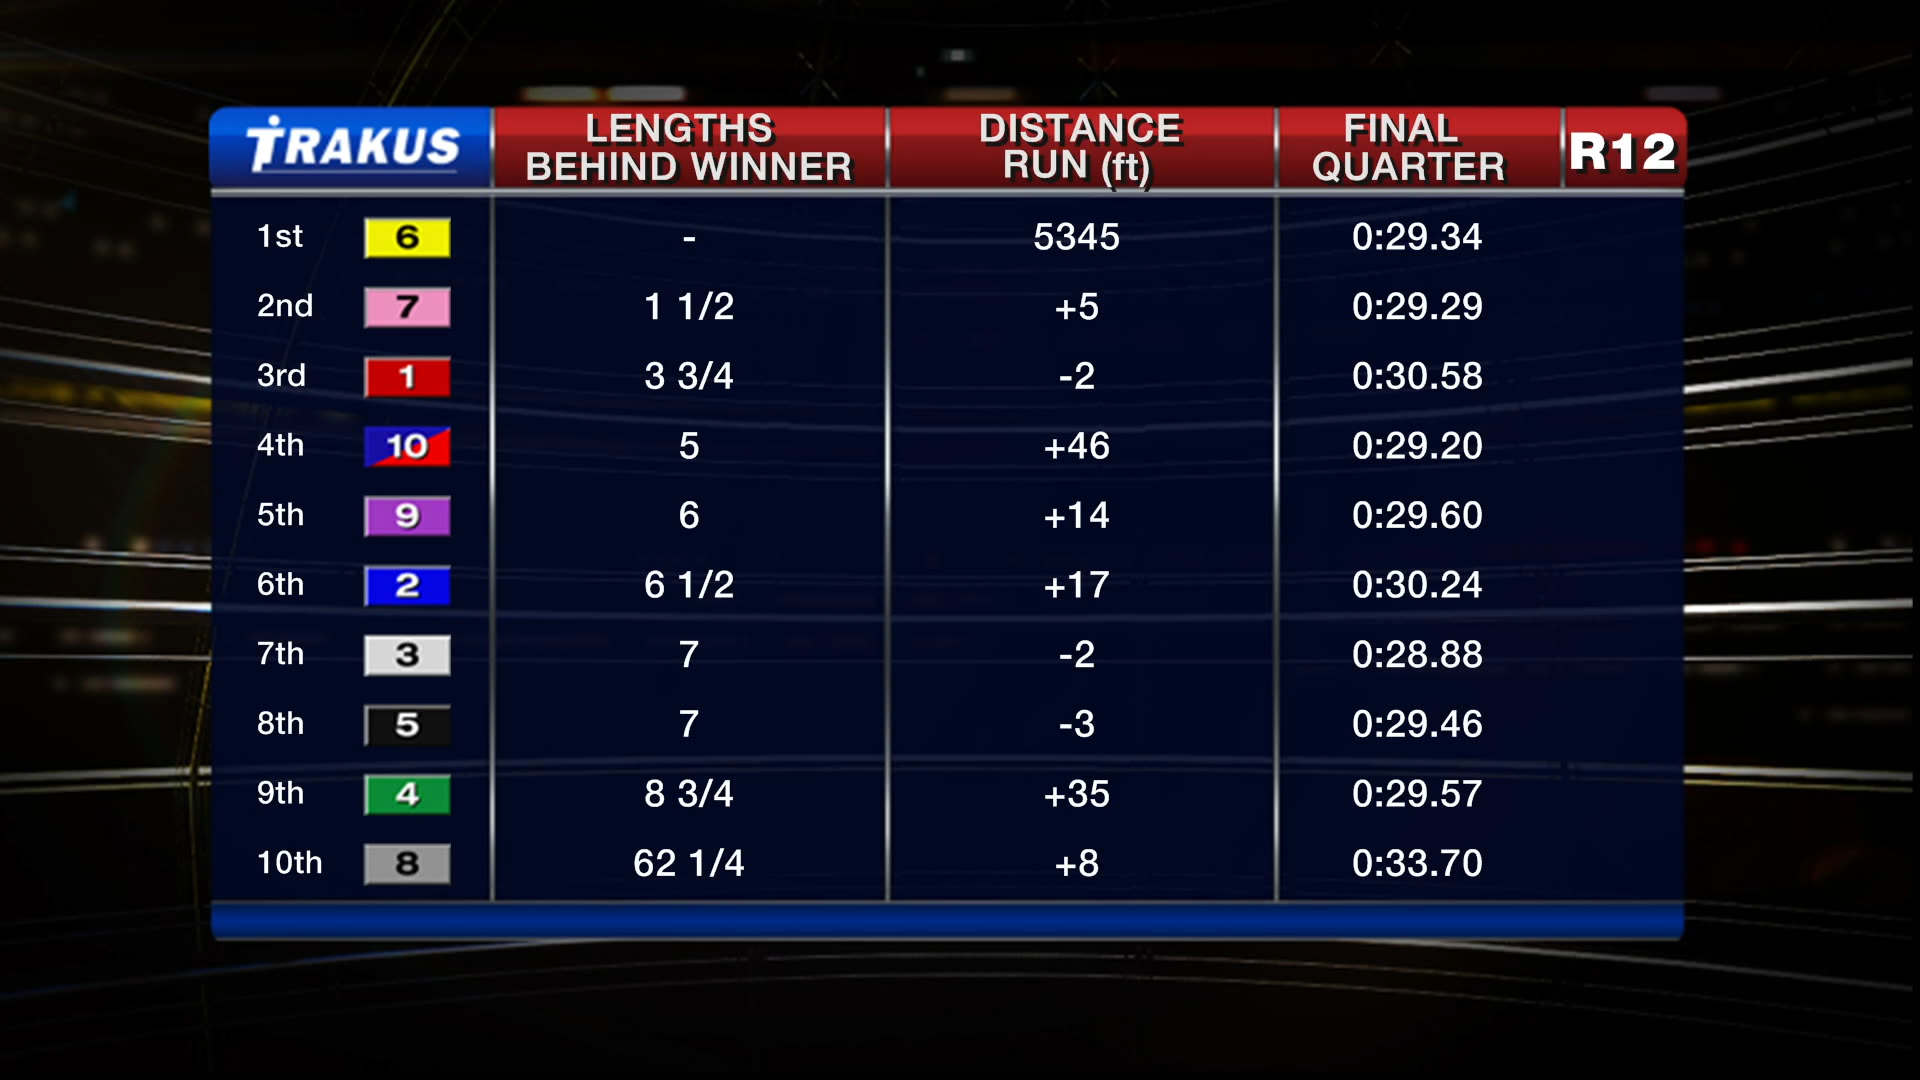 TRAKUS
LENGTHS BEHIND WINNER
DISTANCE RUN (ft)
FINAL QUARTER
R12
1st 6 - 5345 0:29.34
2nd 7 1 1/2 +5 0:29.29
3rd 1 3 3/4 -2 0:30.58
4th 10 5 +46 0:29.20
5th 9 6 +14 0:29.60
6th 2 6 1/2 +17 0:30.24
7th 3 7 -2 0:28.88
8th 5 7 -3 0:29.46
9th 4 8 3/4 +35 0:29.57
10th 8 62 1/4 +8 0:33.70